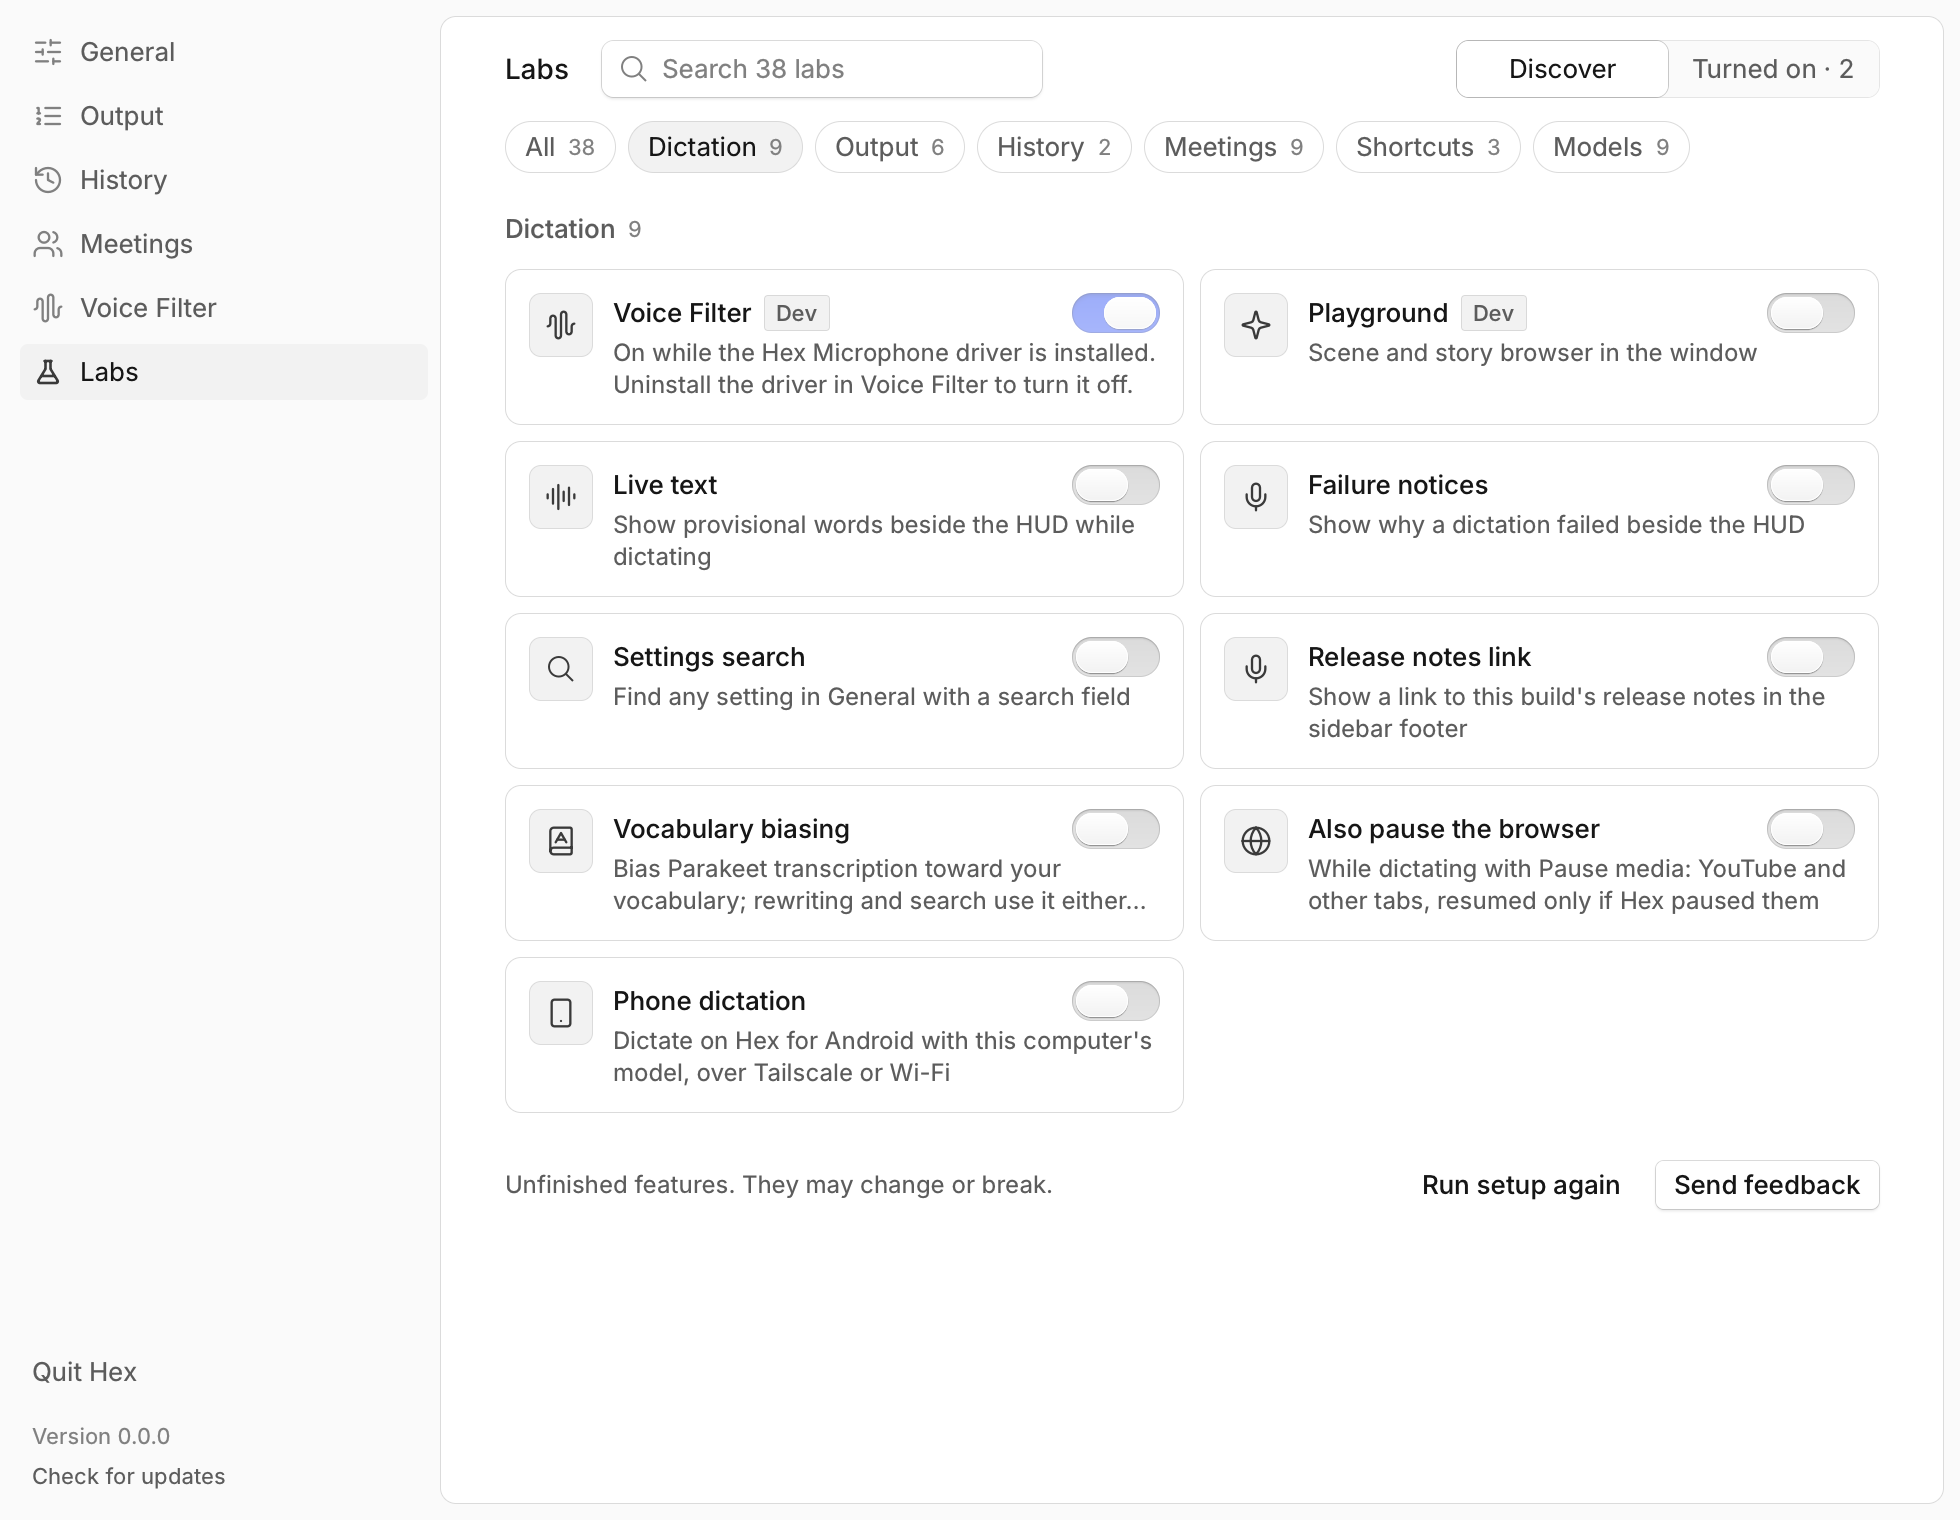 General
Output
History
Meetings
Voice Filter
Labs
Quit Hex
Version 0.0.0
Check for updates
Labs
Search 38 labs
Discover
Turned on · 2
All 38
Dictation 9
Output 6
History 2
Meetings 9
Shortcuts 3
Models 9
Dictation 9
Voice Filter Dev
On while the Hex Microphone driver is installed.
Uninstall the driver in Voice Filter to turn it off.
Playground Dev
Scene and story browser in the window
Live text
Show provisional words beside the HUD while
dictating
Failure notices
Show why a dictation failed beside the HUD
Settings search
Find any setting in General with a search field
Release notes link
Show a link to this build's release notes in the
sidebar footer
Vocabulary biasing
Bias Parakeet transcription toward your
vocabulary; rewriting and search use it either...
Also pause the browser
While dictating with Pause media: YouTube and
other tabs, resumed only if Hex paused them
Phone dictation
Dictate on Hex for Android with this computer's
model, over Tailscale or Wi-Fi
Unfinished features. They may change or break.
Run setup again
Send feedback